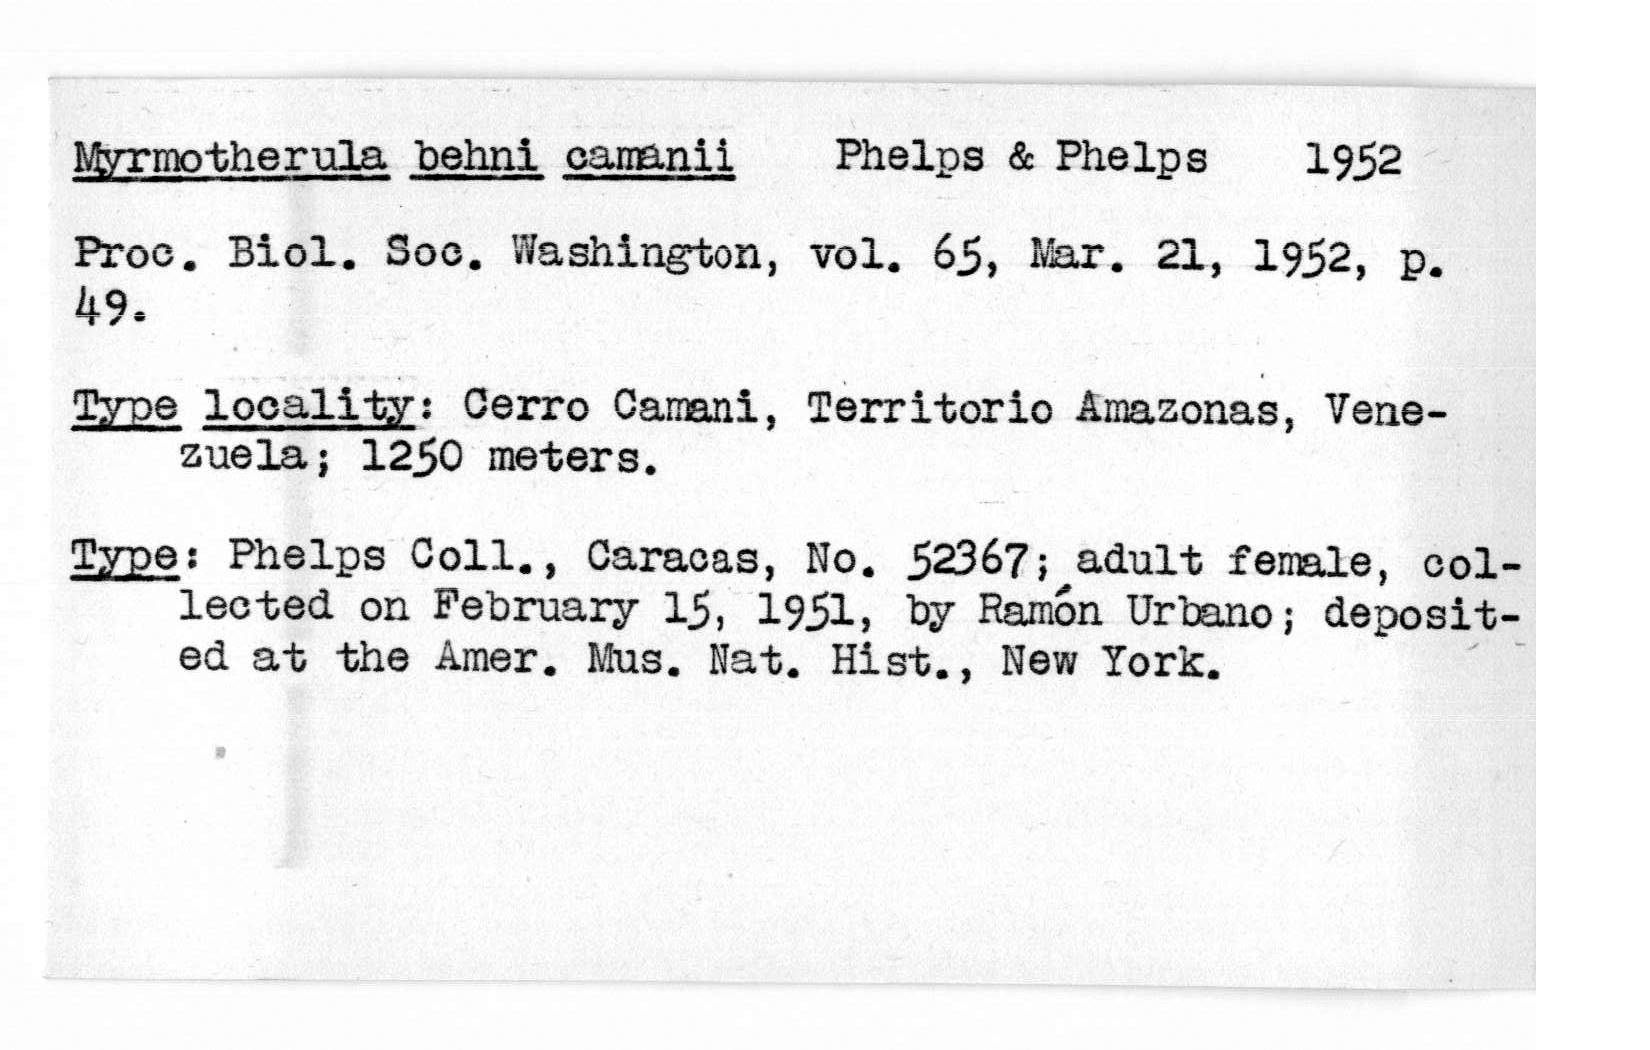 Myrmotherula behni camanii Phelps & Phelps 1952
Proc. Biol. Soc. Washington, vol. 65, Mar. 21, 1952, p.
49.
Type locality: Cerro Camani, Territorio Amazonas, Vene-
zuela; 1250 meters.
Type: Phelps Coll., Caracas, No. 52367; adult female, col-
lected on February 15, 1951, by Ramón Urbano; deposit-
ed at the Amer. Mus. Nat. Hist., New York.